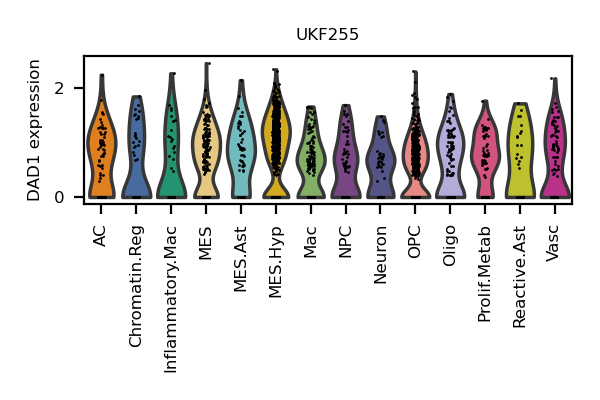 UKF255
DAD1 expression
2
0
AC
Chromatin.Reg
Inflammatory.Mac
MES
MES.Ast
MES.Hyp
Mac
NPC
Neuron
OPC
Oligo
Prolif.Metab
Reactive.Ast
Vasc